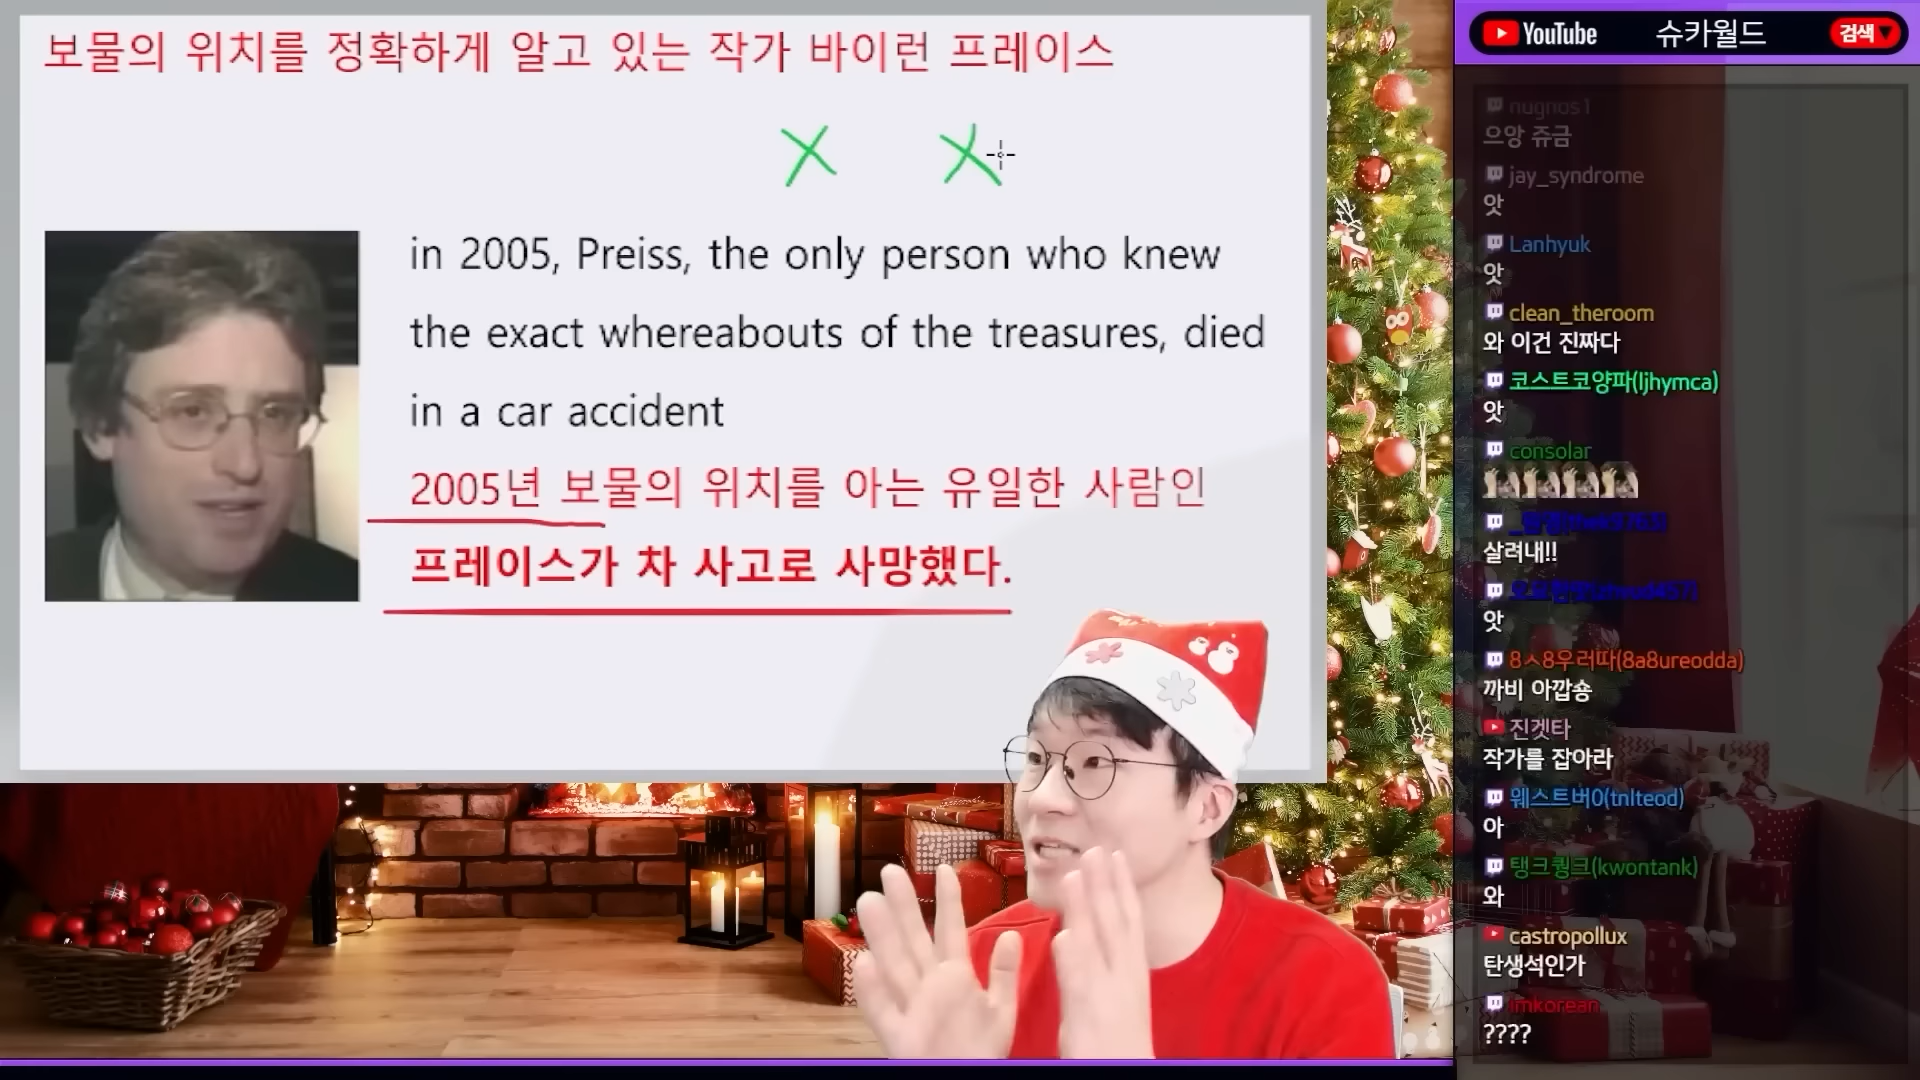 보물의 위치를 정확하게 알고 있는 작가 바이런 프레이스
in 2005, Preiss, the only person who knew
the exact whereabouts of the treasures, died
in a car accident
2005년 보물의 위치를 아는 유일한 사람인
프레이스가 차 사고로 사망했다.
YouTube 슈카월드 검색
nugnos1
으앙 쥬금
jay_syndrome
앗
Lanhyuk
앗
clean_theroom
와 이건 진짜다
코스트코양파(ljhymca)
앗
consolar
살려내!!
앗
8ㅅ8우러따(8a8ureodda)
까비 아깝숑
진겟타
작가를 잡아라
웨스트버0(tnlteod)
아
탱크퀑크(kwontank)
와
castropollux
탄생석인가
imkorean
????